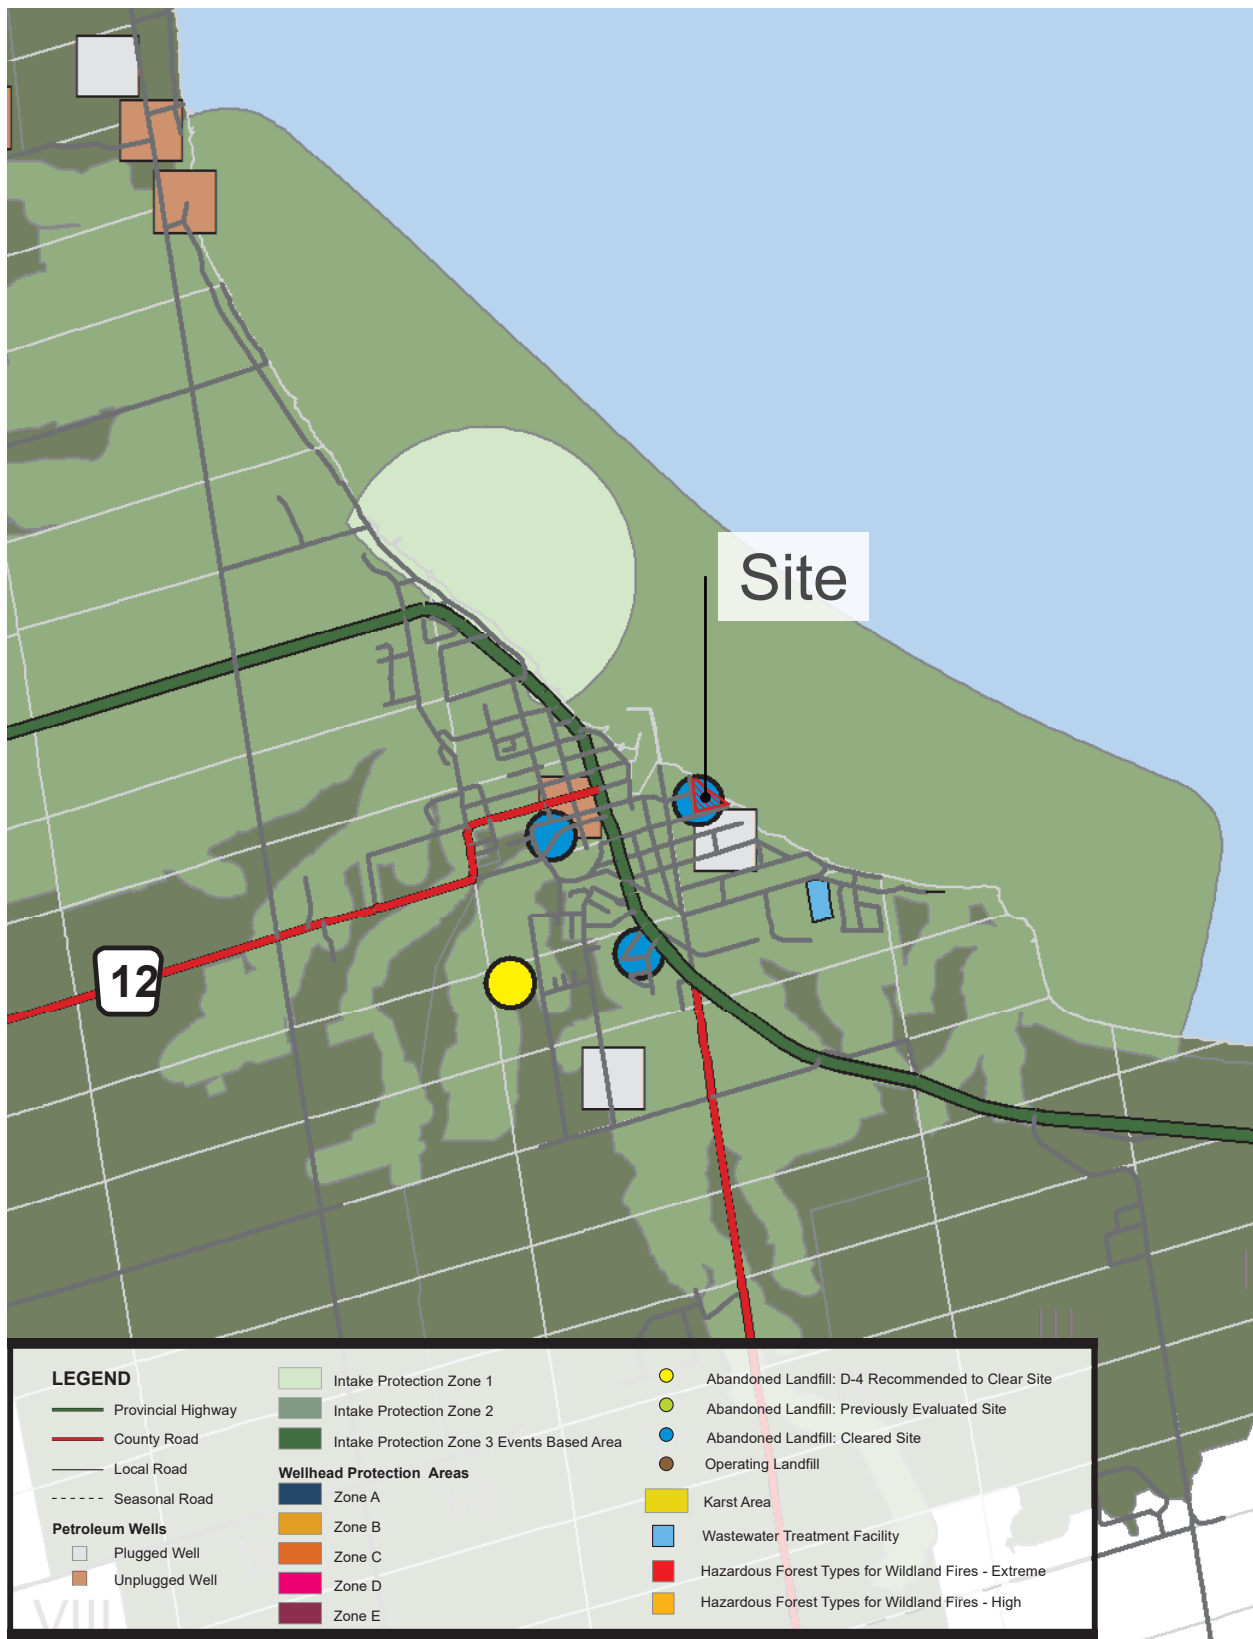 Site
12
LEGEND
Provincial Highway
County Road
Local Road
Seasonal Road
Petroleum Wells
Plugged Well
Unplugged Well
VIII
Intake Protection Zone 1
Intake Protection Zone 2
Intake Protection Zone 3 Events Based Area
Wellhead Protection Areas
Zone A
Zone B
Zone C
Zone D
Zone E
Abandoned Landfill: D-4 Recommended to Clear Site
Abandoned Landfill: Previously Evaluated Site
Abandoned Landfill: Cleared Site
Operating Landfill
Karst Area
Wastewater Treatment Facility
Hazardous Forest Types for Wildland Fires - Extreme
Hazardous Forest Types for Wildland Fires - High